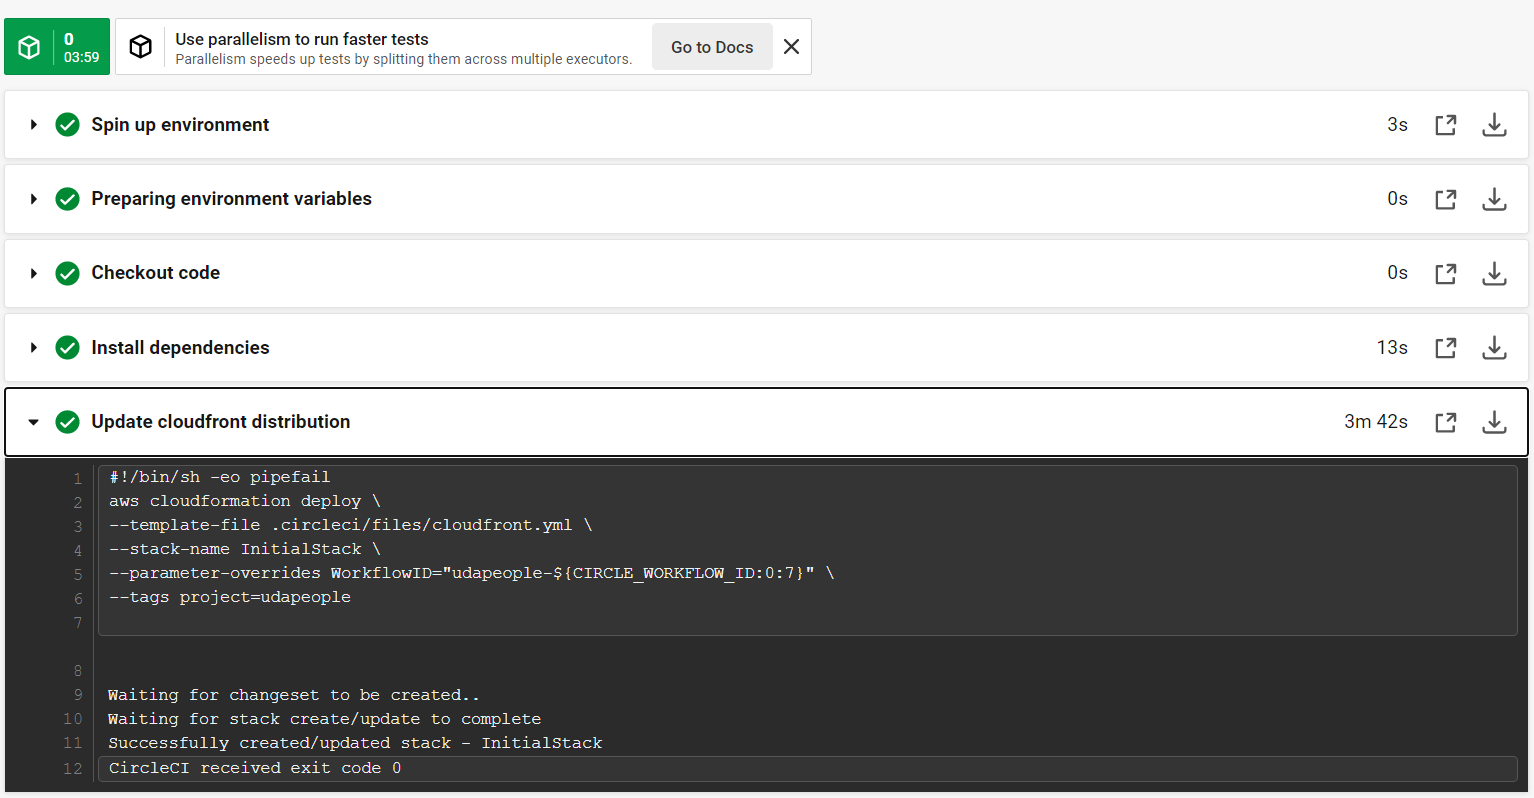 0
03:59
Use parallelism to run faster tests
Parallelism speeds up tests by splitting them across multiple executors.
Go to Docs
Spin up environment 3s
Preparing environment variables 0s
Checkout code 0s
Install dependencies 13s
Update cloudfront distribution 3m 42s
1 #!/bin/sh -eo pipefail
2 aws cloudformation deploy \
3 --template-file .circleci/files/cloudfront.yml \
4 --stack-name InitialStack \
5 --parameter-overrides WorkflowID="udapeople-${CIRCLE_WORKFLOW_ID:0:7}" \
6 --tags project=udapeople
7
8
9 Waiting for changeset to be created..
10 Waiting for stack create/update to complete
11 Successfully created/updated stack - InitialStack
12 CircleCI received exit code 0